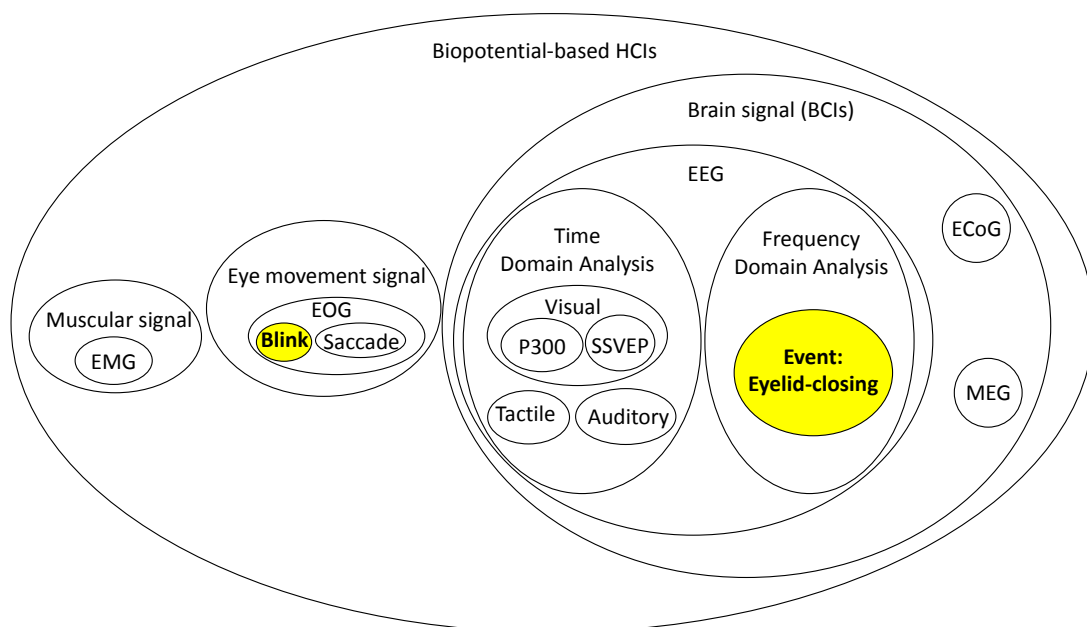 Biopotential-based HCIs
Brain signal (BCIs)
EEG
Muscular signal
EMG
Eye movement signal
EOG
Blink
Saccade
Time
Domain Analysis
Visual
P300
SSVEP
Tactile
Auditory
Frequency
Domain Analysis
Event:
Eyelid-closing
ECoG
MEG